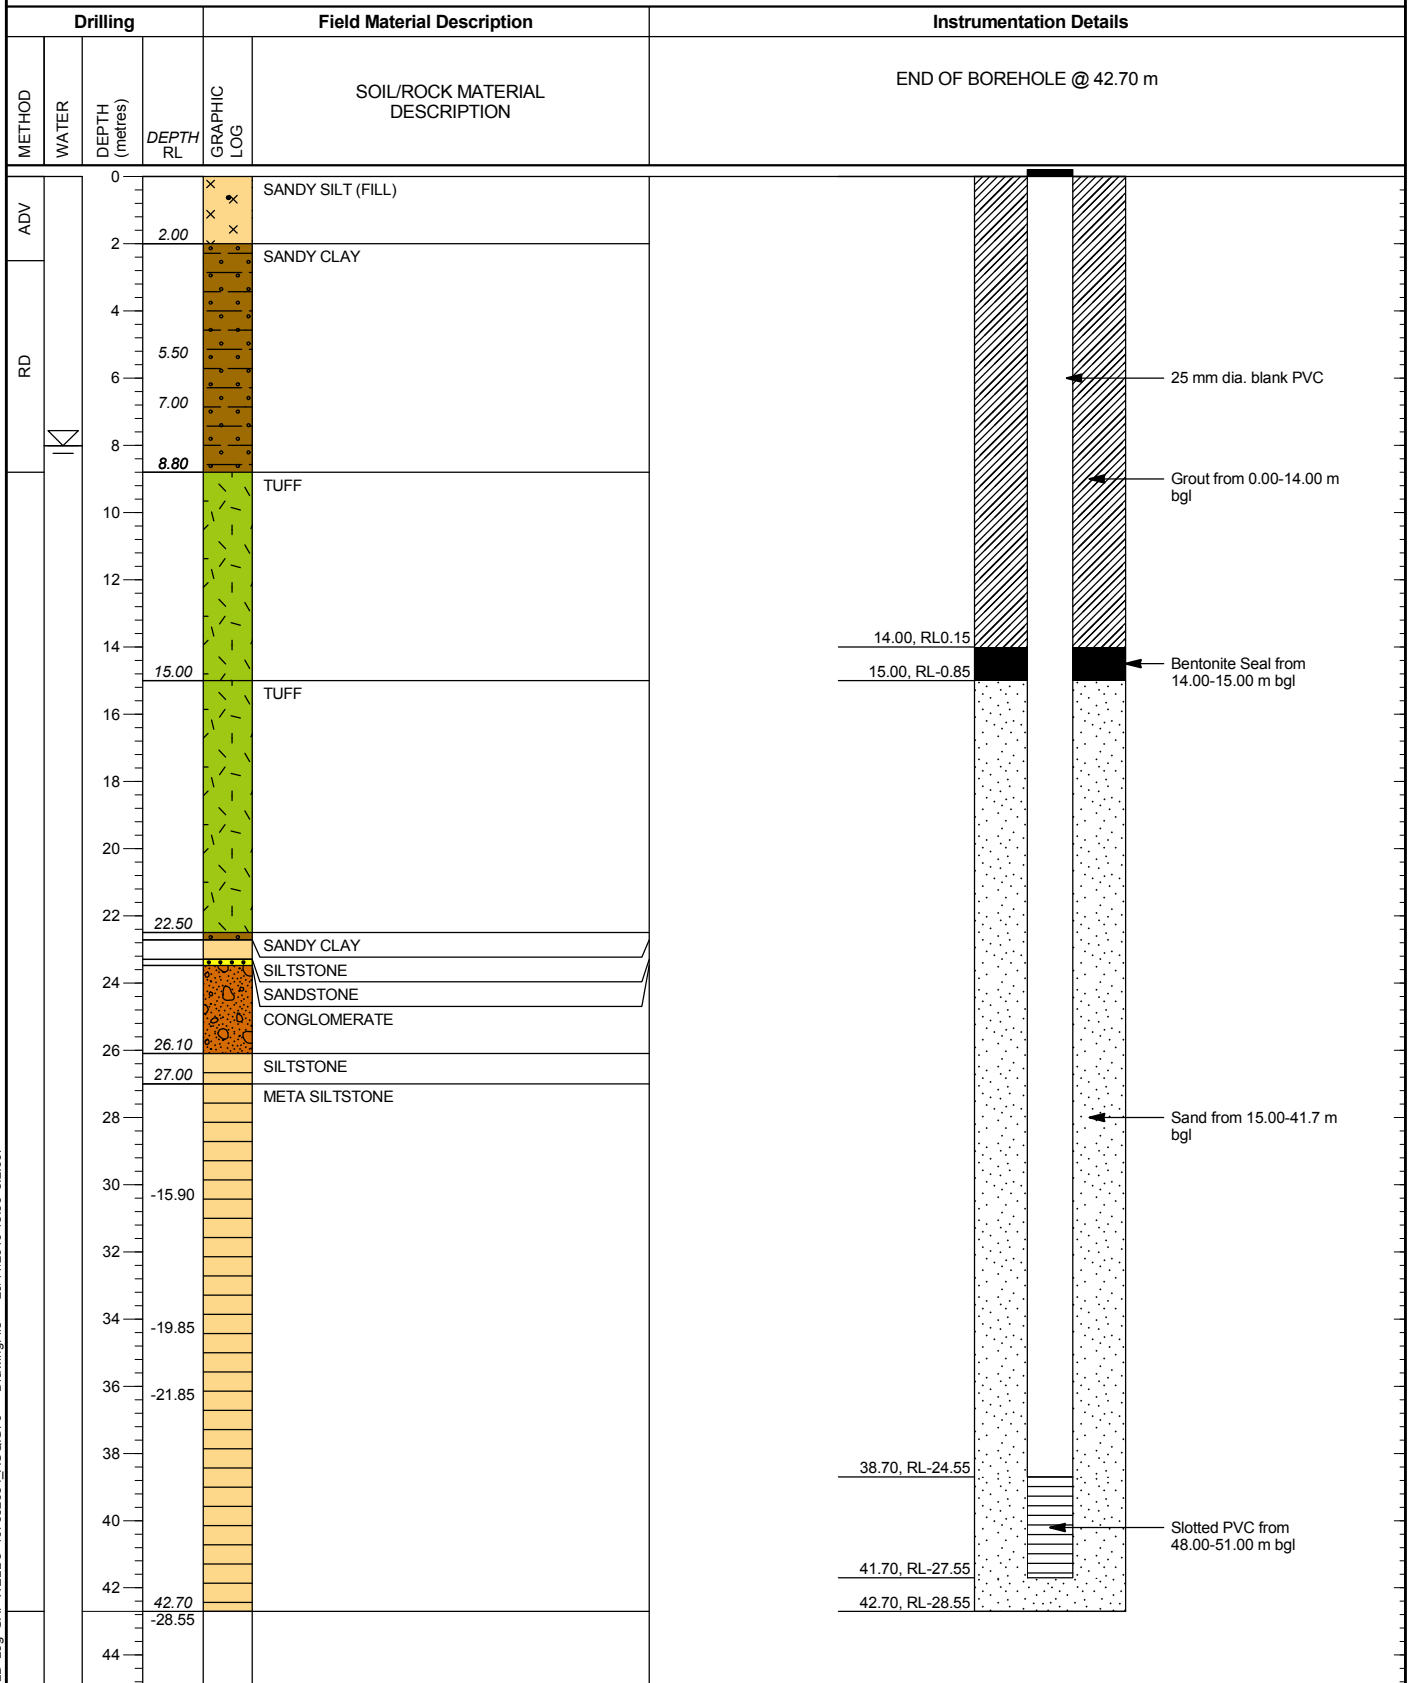 Drilling
Field Material Description
Instrumentation Details
METHOD
WATER
DEPTH
(metres)
DEPTH
RL
GRAPHIC
LOG
SOIL/ROCK MATERIAL
DESCRIPTION
END OF BOREHOLE @ 42.70 m
ADV
RD
0
2
4
6
8
10
12
14
16
18
20
22
24
26
28
30
32
34
36
38
40
42
44
2.00
5.50
7.00
8.80
15.00
22.50
26.10
27.00
-15.90
-19.85
-21.85
42.70
-28.55
SANDY SILT (FILL)
SANDY CLAY
TUFF
TUFF
SANDY CLAY
SILTSTONE
SANDSTONE
CONGLOMERATE
SILTSTONE
META SILTSTONE
14.00, RL0.15
15.00, RL-0.85
38.70, RL-24.55
41.70, RL-27.55
42.70, RL-28.55
25 mm dia. blank PVC
Grout from 0.00-14.00 m
bgl
Bentonite Seal from
14.00-15.00 m bgl
Sand from 15.00-41.7 m
bgl
Slotted PVC from
48.00-51.00 m bgl